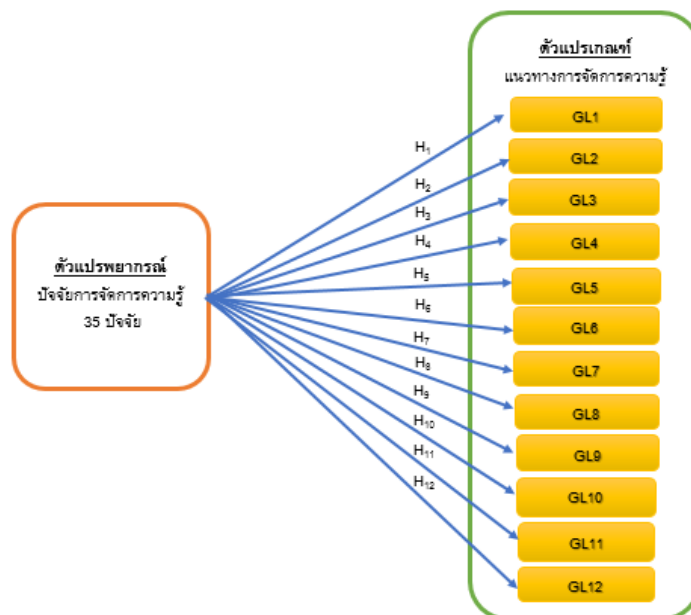 ตัวแปรเกณฑ์
แนวทางการจัดการความรู้
GL1
GL2
GL3
GL4
GL5
GL6
GL7
GL8
GL9
GL10
GL11
GL12
H₁
H₂
H₃
H₄
H₅
H₆
H₇
H₈
H₉
H₁₀
H₁₁
H₁₂
ตัวแปรพยากรณ์
ปัจจัยการจัดการความรู้
35 ปัจจัย